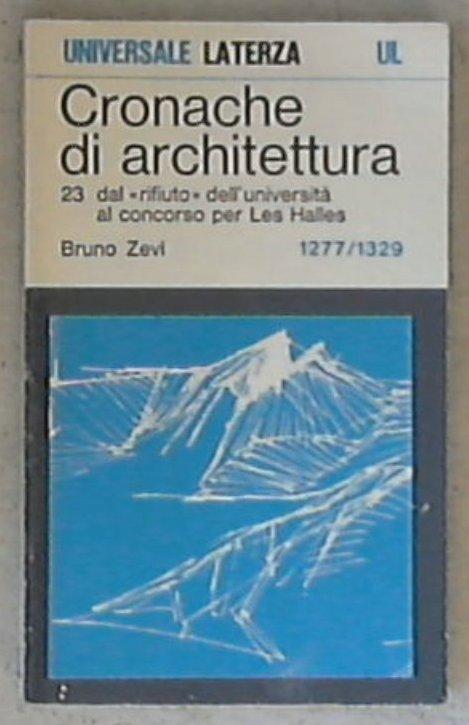 UNIVERSALE LATERZA UL
Cronache
di architettura
23 dal «rifiuto» dell'università
al concorso per Les Halles
Bruno Zevi 1277/1329